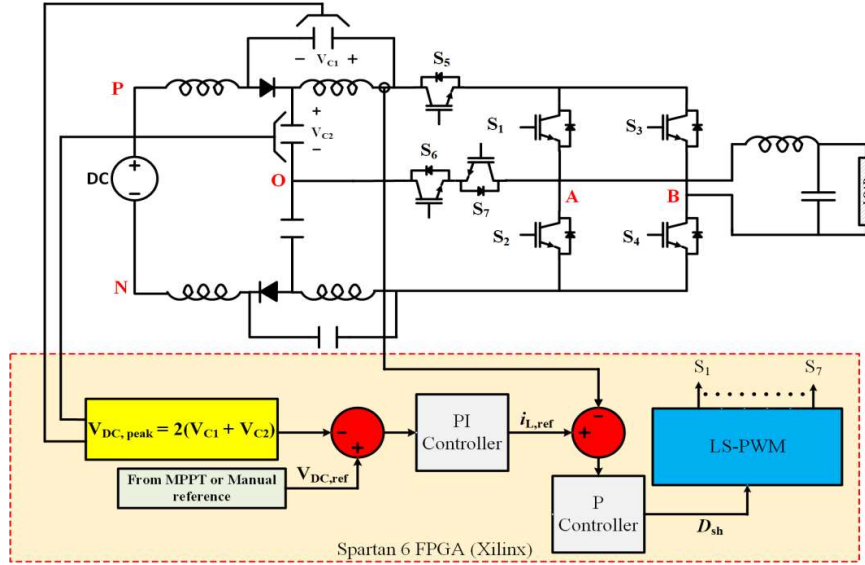 − V_C1 +
S5
P
+
V_C2
−
S1
S3
+
DC
−
O
S6
S7
A
B
S2
S4
N
S1
S7
V_DC, peak = 2(V_C1 + V_C2)
−
+
PI
Controller
i_L,ref
−
+
LS-PWM
From MPPT or Manual
reference
V_DC,ref
P
Controller
D_sh
Spartan 6 FPGA (Xilinx)